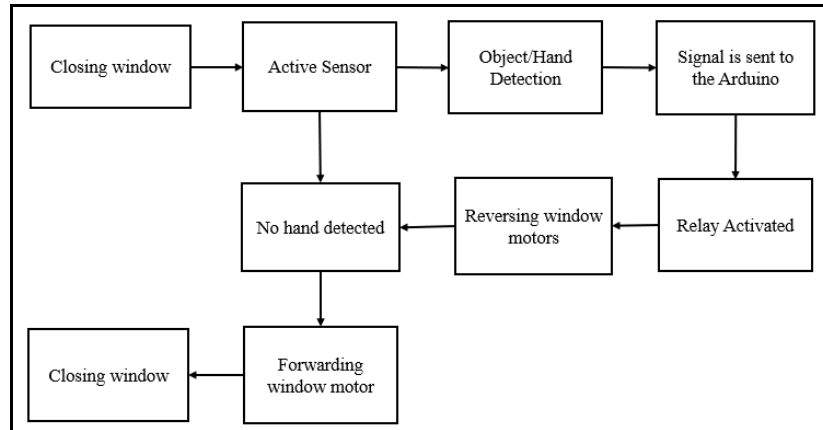 Closing window
Active Sensor
Object/Hand
Detection
Signal is sent to
the Arduino
No hand detected
Reversing window
motors
Relay Activated
Closing window
Forwarding
window motor